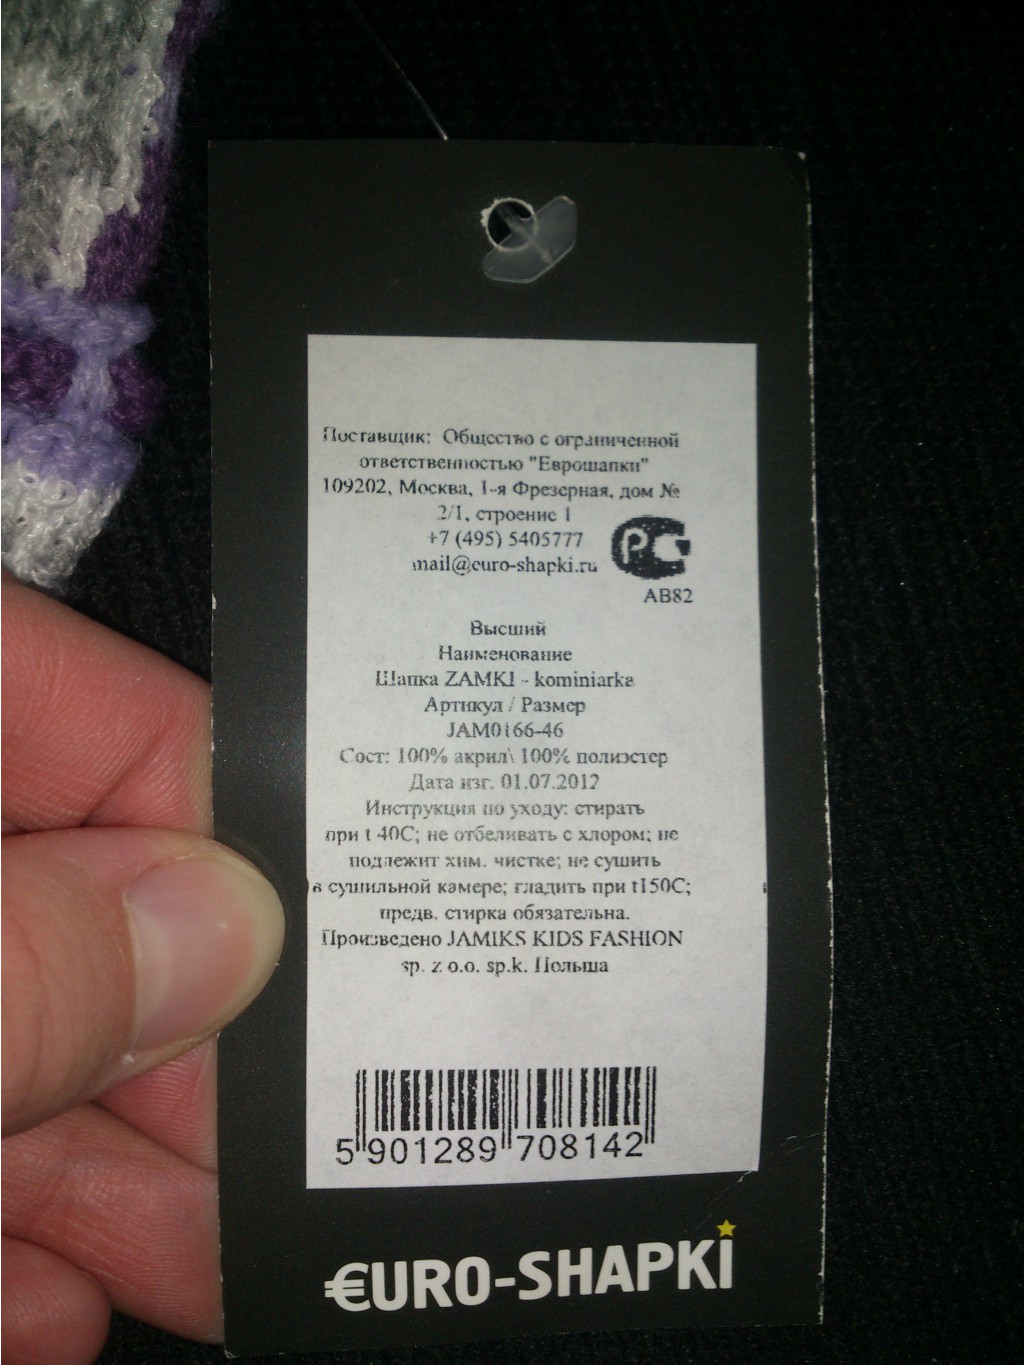 Поставщик: Общество с ограниченной
ответственностью "Еврошапки"
109202, Москва, 1-я Фрезерная, дом №
2/1, строение 1
+7 (495) 5405777
mail@euro-shapki.ru
РС
АВ82
Высший
Наименование
Шапка ZAMKI - kominiarka
Артикул / Размер
JAM0166-46
Сост: 100% акрил\ 100% полиэстер
Дата изг. 01.07.2012
Инструкция по уходу: стирать
при t 40C; не отбеливать с хлором; не
подлежит хим. чистке; не сушить
в сушильной камере; гладить при t150C;
предв. стирка обязательна.
Произведено JAMIKS KIDS FASHION
sp. z o.o. sp.k. Польша
5 901289 708142
€URO-SHAPKI